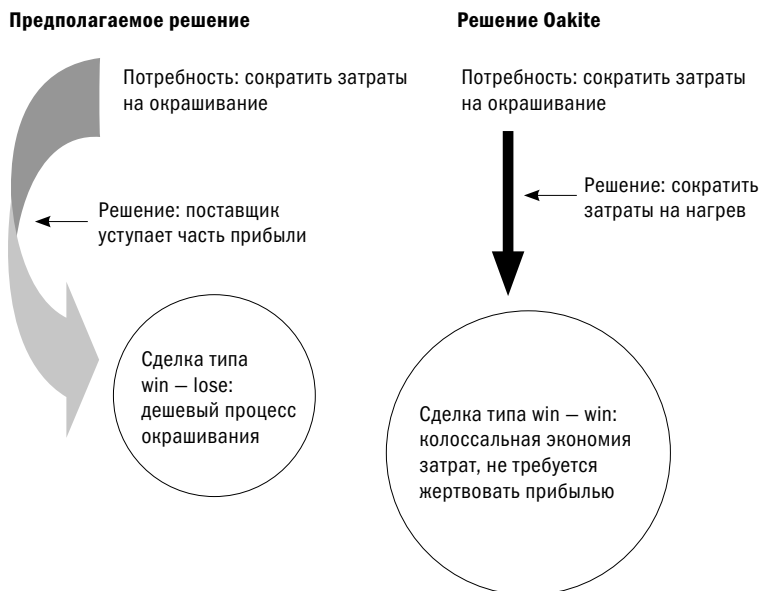 Предполагаемое решение
Потребность: сократить затраты
на окрашивание
Решение: поставщик
уступает часть прибыли
Сделка типа
win — lose:
дешевый процесс
окрашивания
Решение Oakite
Потребность: сократить затраты
на окрашивание
Решение: сократить
затраты на нагрев
Сделка типа win — win:
колоссальная экономия
затрат, не требуется
жертвовать прибылью